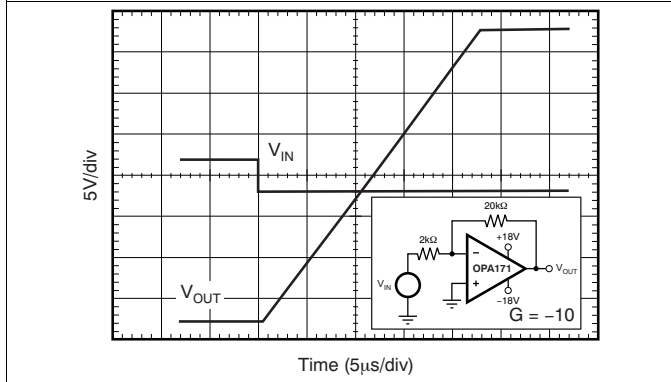 5V/div
V_IN
V_OUT
20kΩ
2kΩ
+18V
−
OPA171
+
V_OUT
V_IN
−18V
G = −10
Time (5μs/div)